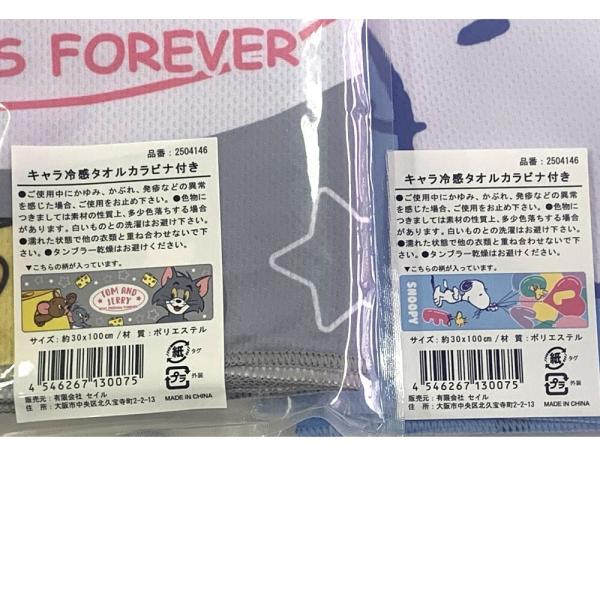 S FOREVER
品番：2504146
キャラ冷感タオルカラビナ付き
●ご使用中にかゆみ、かぶれ、発疹などの異常
を感じた場合、ご使用をお止め下さい。●色物に
つきましては素材の性質上、多少色落ちする場合
があります。白いものとの洗濯はお避け下さい。
●濡れた状態で他の衣類と重ね合わせないで下
さい。●タンブラー乾燥はお避けください。
▼こちらの柄が入っています。
TOM AND JERRY
サイズ：約30x100cm/材 質：ポリエステル
4 546267 130075
紙 タグ
プラ 外装
販売元：有限会社 セイル
住 所：大阪市中央区北久宝寺町2-2-13
MADE IN CHINA
品番：2504146
キャラ冷感タオルカラビナ付き
●ご使用中にかゆみ、かぶれ、発疹などの異常
を感じた場合、ご使用をお止め下さい。●色物に
つきましては素材の性質上、多少色落ちする場合
があります。白いものとの洗濯はお避け下さい。
●濡れた状態で他の衣類と重ね合わせないで下
さい。●タンブラー乾燥はお避けください。
▼こちらの柄が入っています。
SNOOPY
サイズ：約30x100cm/材 質：ポリエステル
4 546267 130075
紙 タグ
プラ 外装
販売元：有限会社 セイル
住 所：大阪市中央区北久宝寺町2-2-13
MADE IN CHINA